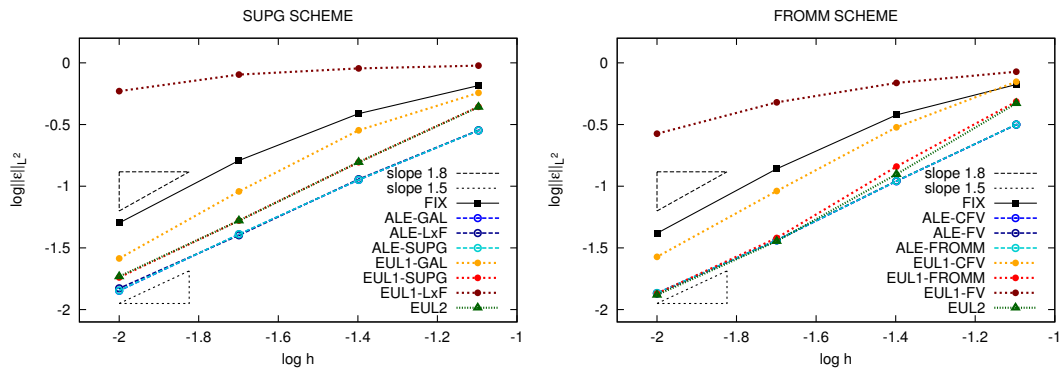 SUPG SCHEME
0
-0.5
-1
-1.5
-2
log||ε||L²
slope 1.8
slope 1.5
FIX
ALE-GAL
ALE-LxF
ALE-SUPG
EUL1-GAL
EUL1-SUPG
EUL1-LxF
EUL2
-2 -1.8 -1.6 -1.4 -1.2 -1
log h
FROMM SCHEME
0
-0.5
-1
-1.5
-2
log||ε||L²
slope 1.8
slope 1.5
FIX
ALE-CFV
ALE-FV
ALE-FROMM
EUL1-CFV
EUL1-FROMM
EUL1-FV
EUL2
-2 -1.8 -1.6 -1.4 -1.2 -1
log h